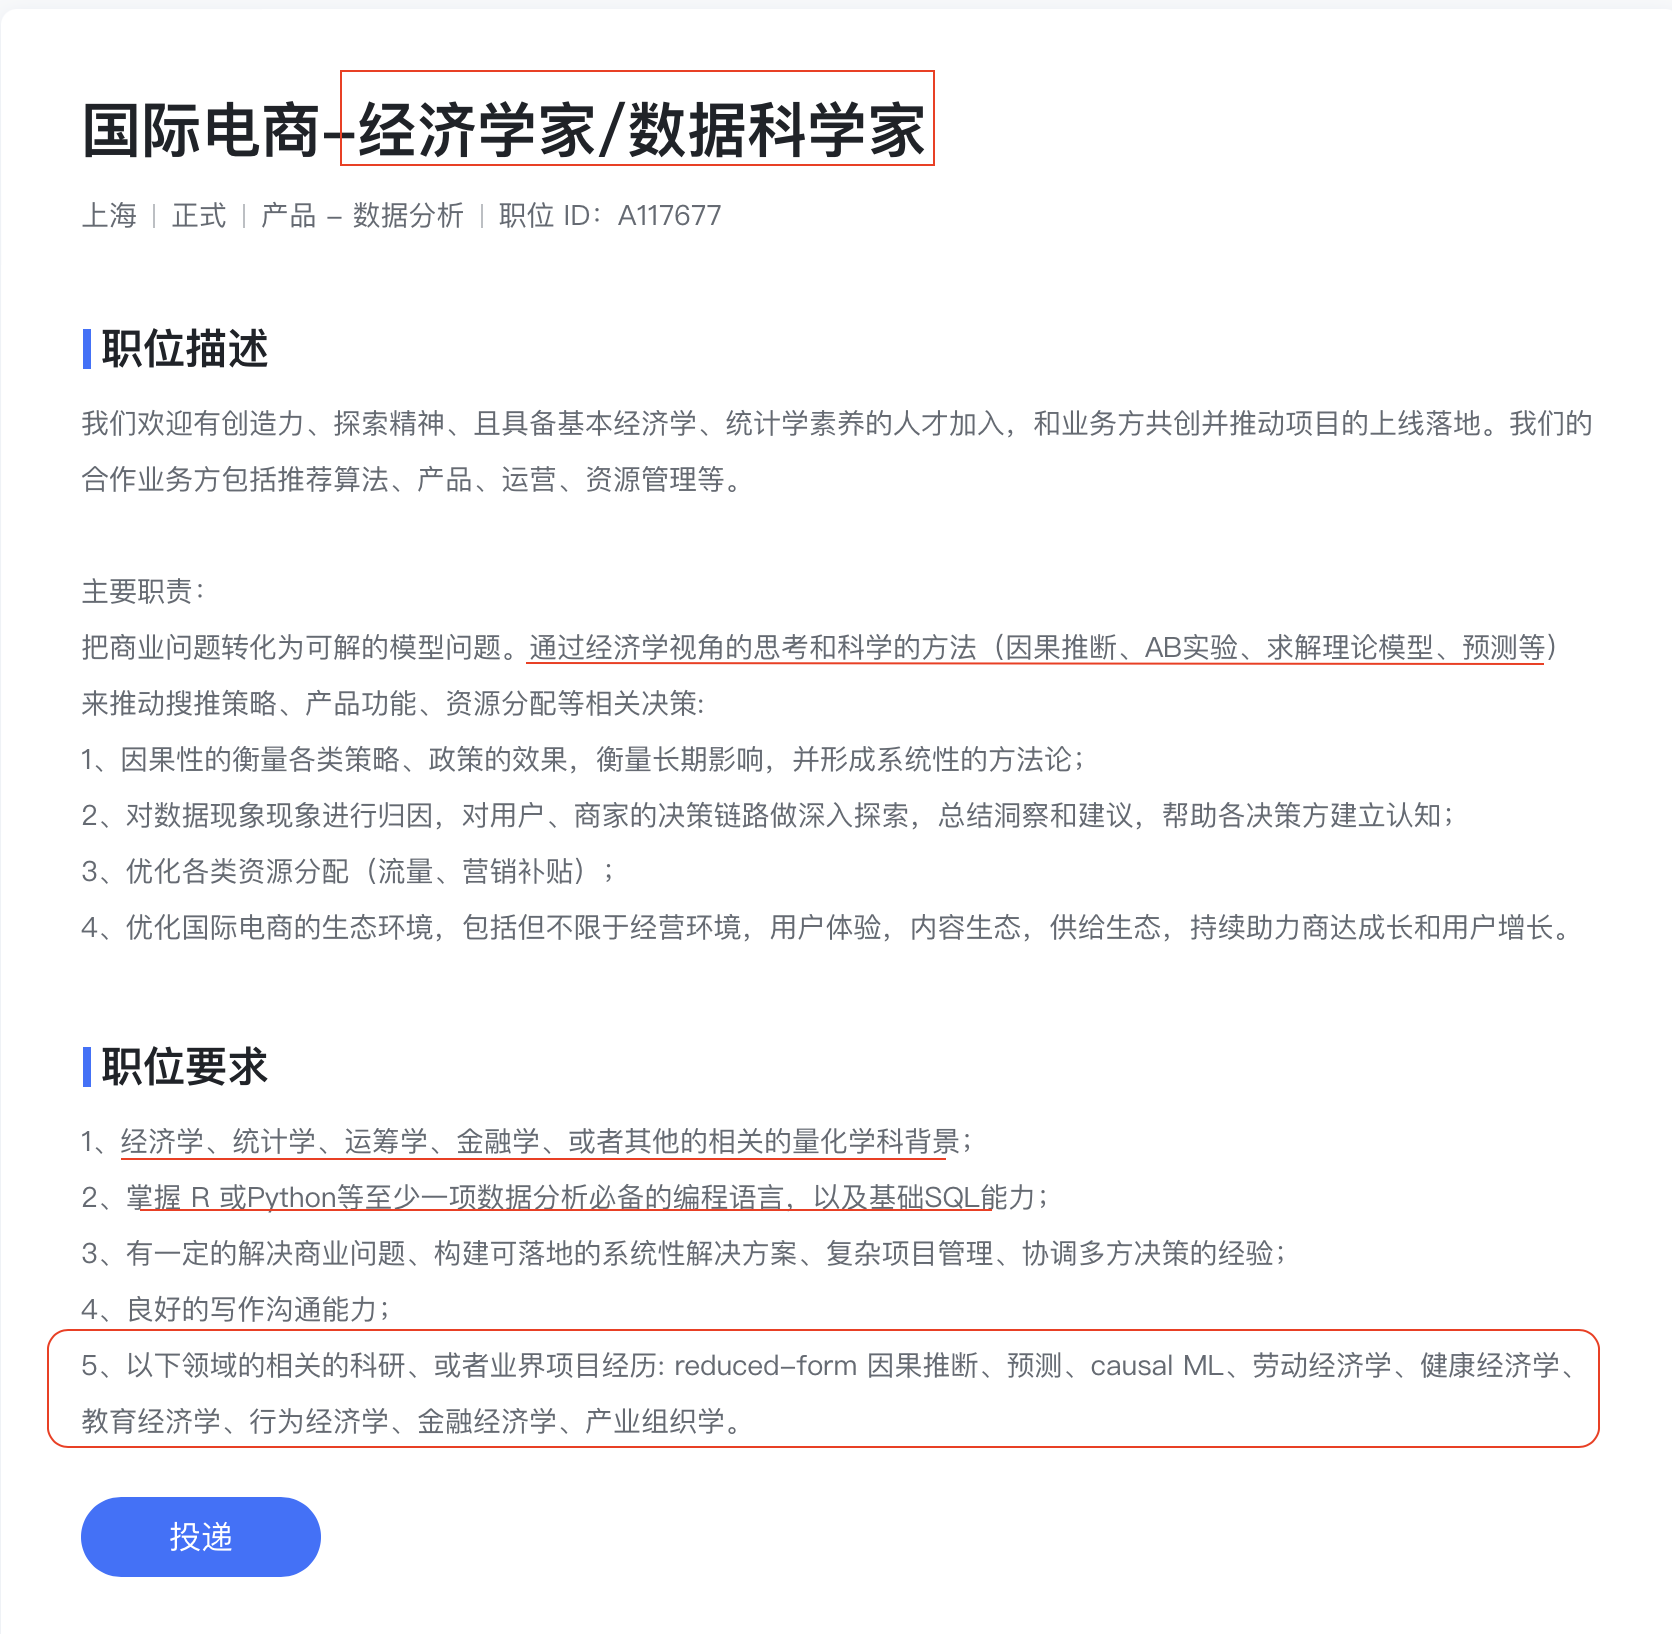 国际电商-经济学家/数据科学家
上海 | 正式 | 产品 - 数据分析 | 职位 ID：A117677
职位描述
我们欢迎有创造力、探索精神、且具备基本经济学、统计学素养的人才加入，和业务方共创并推动项目的上线落地。我们的
合作业务方包括推荐算法、产品、运营、资源管理等。
主要职责：
把商业问题转化为可解的模型问题。通过经济学视角的思考和科学的方法（因果推断、AB实验、求解理论模型、预测等）
来推动搜推策略、产品功能、资源分配等相关决策:
1、因果性的衡量各类策略、政策的效果，衡量长期影响，并形成系统性的方法论；
2、对数据现象现象进行归因，对用户、商家的决策链路做深入探索，总结洞察和建议，帮助各决策方建立认知；
3、优化各类资源分配（流量、营销补贴）；
4、优化国际电商的生态环境，包括但不限于经营环境，用户体验，内容生态，供给生态，持续助力商达成长和用户增长。
职位要求
1、经济学、统计学、运筹学、金融学、或者其他的相关的量化学科背景；
2、掌握 R 或Python等至少一项数据分析必备的编程语言，以及基础SQL能力；
3、有一定的解决商业问题、构建可落地的系统性解决方案、复杂项目管理、协调多方决策的经验；
4、良好的写作沟通能力；
5、以下领域的相关的科研、或者业界项目经历: reduced-form 因果推断、预测、causal ML、劳动经济学、健康经济学、
教育经济学、行为经济学、金融经济学、产业组织学。
投递